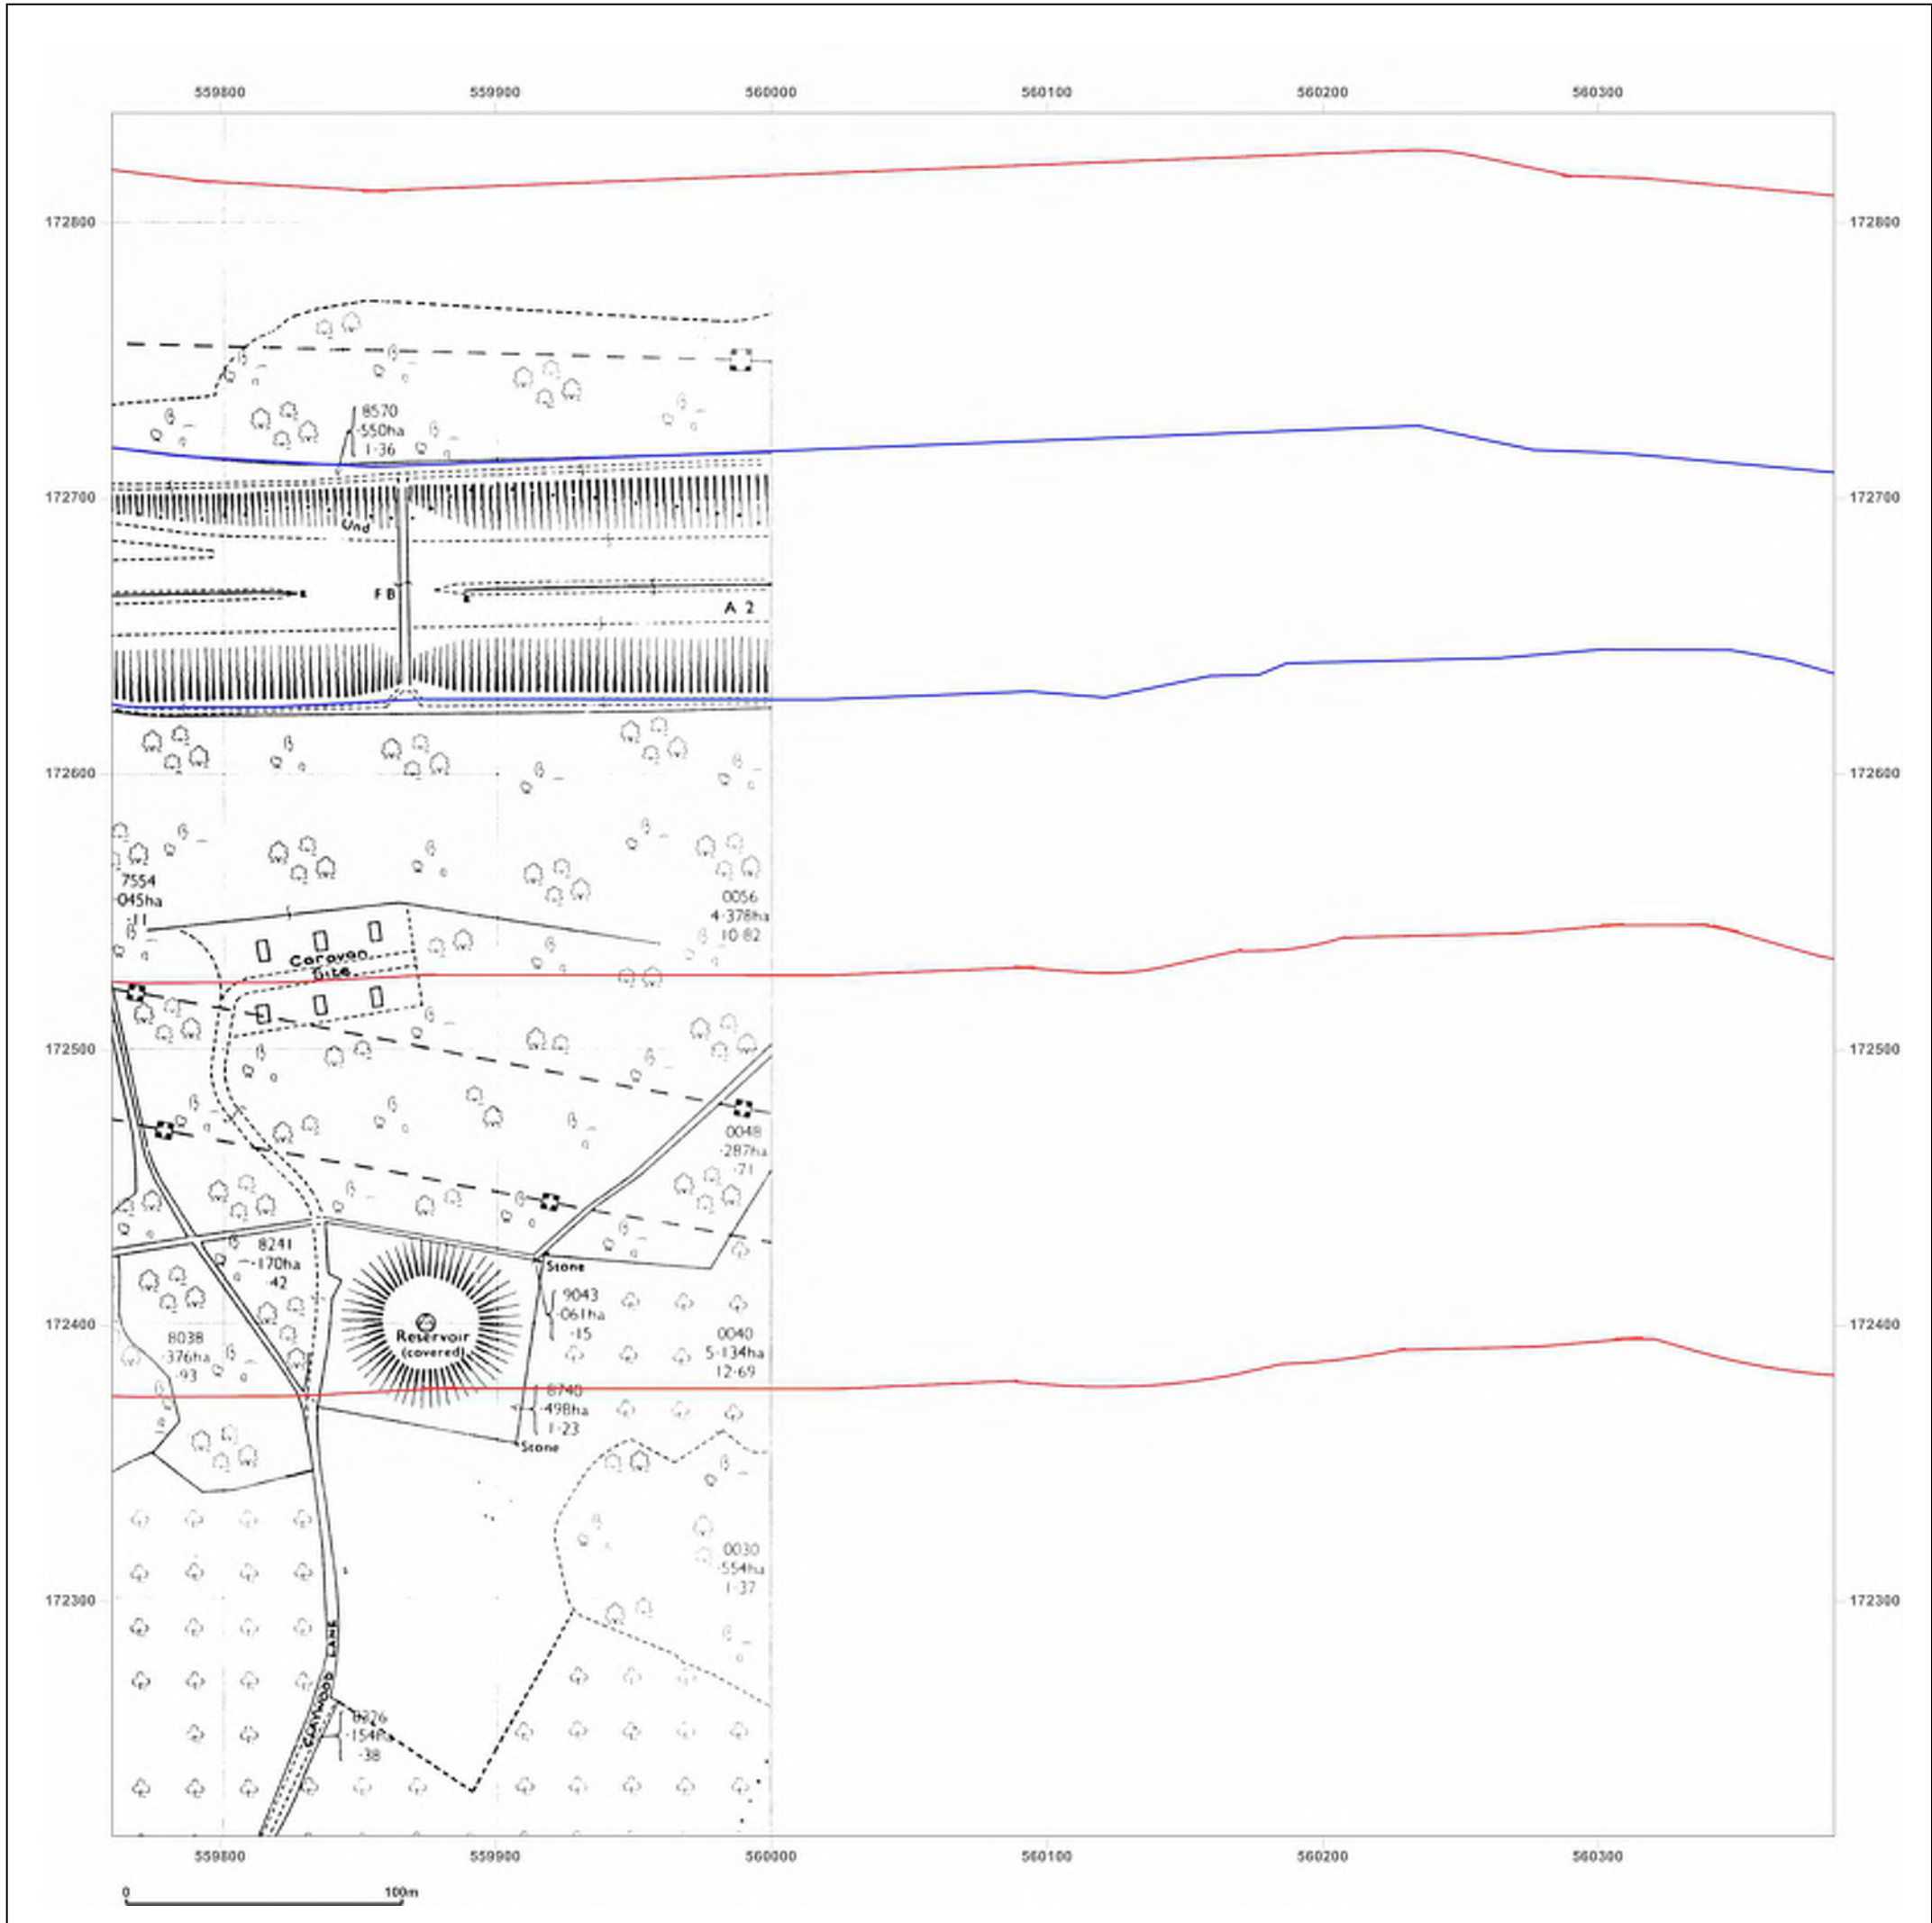 559800 559900 560000 560100 560200 560300
172800 172800
8570
·550ha
1·36
172700 172700
Und
F B
A 2
172600 172600
7554
·045ha
·11
0056
4·378ha
10·82
Caravan
Site
172500 172500
0048
·287ha
·71
8241
·170ha
·42
Stone
9043
·061ha
·15
172400 172400
Reservoir
(covered)
8038
·376ha
·93
0040
5·134ha
12·69
8740
·498ha
1·23
Stone
0030
·554ha
1·37
172300 172300
CLAYWOOD LANE
·154ha
·38
559800 559900 560000 560100 560200 560300
0 100m